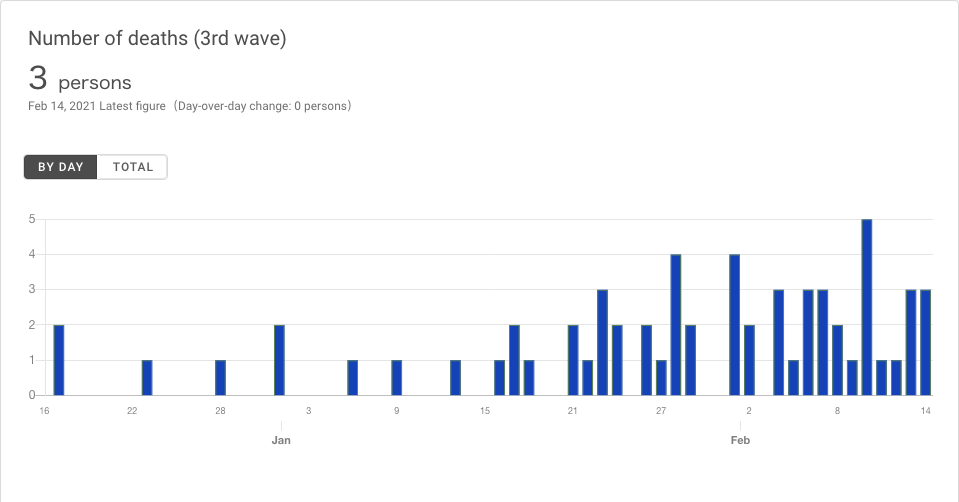 Number of deaths (3rd wave)
3 persons
Feb 14, 2021 Latest figure (Day-over-day change: 0 persons)
BY DAY TOTAL
5
4
3
2
1
0
16 22 28 3 9 15 21 27 2 8 14
Jan Feb